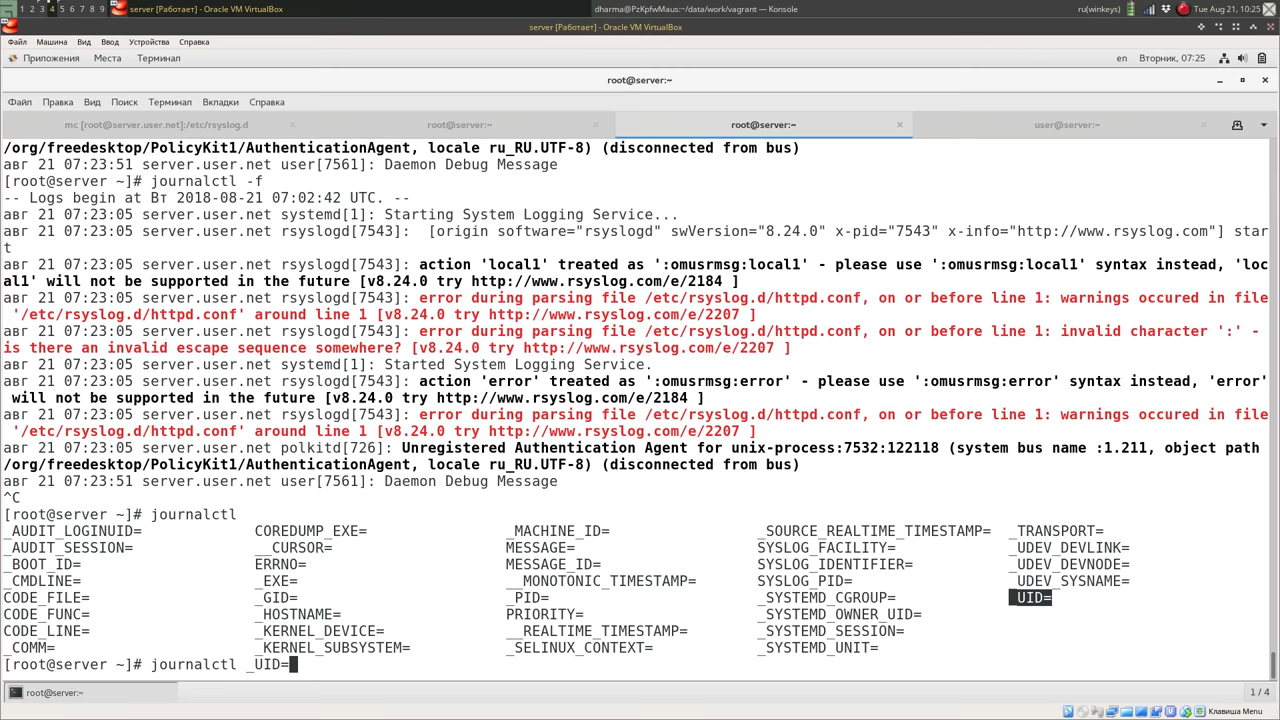 1 2 3 4 5 6 7 8 9 server [Работает] - Oracle VM VirtualBox dharma@PzKpfwMaus:~/data/work/vagrant — Konsole ru(winkeys) Tue Aug 21, 10:25
server [Работает] - Oracle VM VirtualBox
Файл Машина Вид Ввод Устройства Справка
Приложения Места Терминал en Вторник, 07:25
root@server:~
Файл Правка Вид Поиск Терминал Вкладки Справка
mc [root@server.user.net]:/etc/rsyslog.d × root@server:~ × root@server:~ × user@server:~ ×
/org/freedesktop/PolicyKit1/AuthenticationAgent, locale ru_RU.UTF-8) (disconnected from bus)
авг 21 07:23:51 server.user.net user[7561]: Daemon Debug Message
[root@server ~]# journalctl -f
-- Logs begin at Вт 2018-08-21 07:02:42 UTC. --
авг 21 07:23:05 server.user.net systemd[1]: Starting System Logging Service...
авг 21 07:23:05 server.user.net rsyslogd[7543]:  [origin software="rsyslogd" swVersion="8.24.0" x-pid="7543" x-info="http://www.rsyslog.com"] star
t
авг 21 07:23:05 server.user.net rsyslogd[7543]: action 'local1' treated as ':omusrmsg:local1' - please use ':omusrmsg:local1' syntax instead, 'loc
al1' will not be supported in the future [v8.24.0 try http://www.rsyslog.com/e/2184 ]
авг 21 07:23:05 server.user.net rsyslogd[7543]: error during parsing file /etc/rsyslog.d/httpd.conf, on or before line 1: warnings occured in file
'/etc/rsyslog.d/httpd.conf' around line 1 [v8.24.0 try http://www.rsyslog.com/e/2207 ]
авг 21 07:23:05 server.user.net rsyslogd[7543]: error during parsing file /etc/rsyslog.d/httpd.conf, on or before line 1: invalid character ':' -
is there an invalid escape sequence somewhere? [v8.24.0 try http://www.rsyslog.com/e/2207 ]
авг 21 07:23:05 server.user.net systemd[1]: Started System Logging Service.
авг 21 07:23:05 server.user.net rsyslogd[7543]: action 'error' treated as ':omusrmsg:error' - please use ':omusrmsg:error' syntax instead, 'error'
will not be supported in the future [v8.24.0 try http://www.rsyslog.com/e/2184 ]
авг 21 07:23:05 server.user.net rsyslogd[7543]: error during parsing file /etc/rsyslog.d/httpd.conf, on or before line 1: warnings occured in file
'/etc/rsyslog.d/httpd.conf' around line 1 [v8.24.0 try http://www.rsyslog.com/e/2207 ]
авг 21 07:23:05 server.user.net polkitd[726]: Unregistered Authentication Agent for unix-process:7532:122118 (system bus name :1.211, object path
/org/freedesktop/PolicyKit1/AuthenticationAgent, locale ru_RU.UTF-8) (disconnected from bus)
авг 21 07:23:51 server.user.net user[7561]: Daemon Debug Message
^C
[root@server ~]# journalctl
_AUDIT_LOGINUID= COREDUMP_EXE= _MACHINE_ID= _SOURCE_REALTIME_TIMESTAMP= _TRANSPORT=
_AUDIT_SESSION= __CURSOR= MESSAGE= SYSLOG_FACILITY= _UDEV_DEVLINK=
_BOOT_ID= ERRNO= MESSAGE_ID= SYSLOG_IDENTIFIER= _UDEV_DEVNODE=
_CMDLINE= _EXE= __MONOTONIC_TIMESTAMP= SYSLOG_PID= _UDEV_SYSNAME=
CODE_FILE= _GID= _PID= _SYSTEMD_CGROUP= _UID=
CODE_FUNC= _HOSTNAME= PRIORITY= _SYSTEMD_OWNER_UID=
CODE_LINE= _KERNEL_DEVICE= __REALTIME_TIMESTAMP= _SYSTEMD_SESSION=
_COMM= _KERNEL_SUBSYSTEM= _SELINUX_CONTEXT= _SYSTEMD_UNIT=
[root@server ~]# journalctl _UID=
root@server:~ 1 / 4
Клавиша Menu